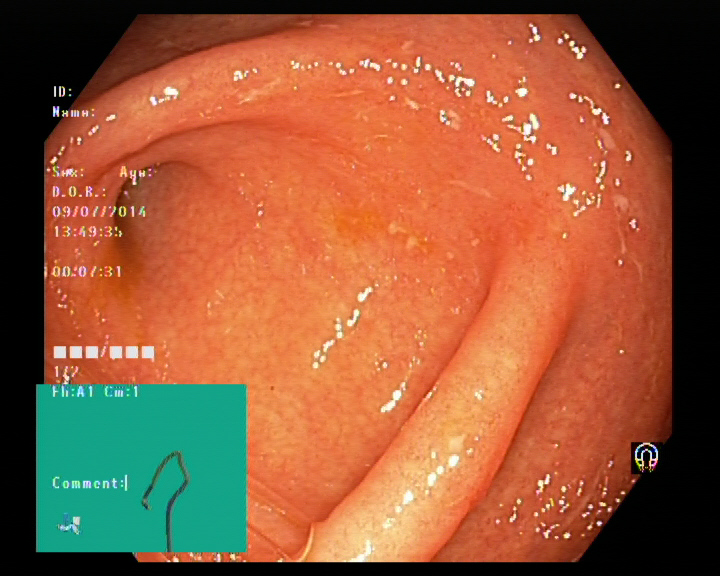 ID:
Name:
Sex: Age:
D.O.B.:
09/07/2014
13:49:35
00:07:31
1/2
Eh:A1 Cm:1
Comment: